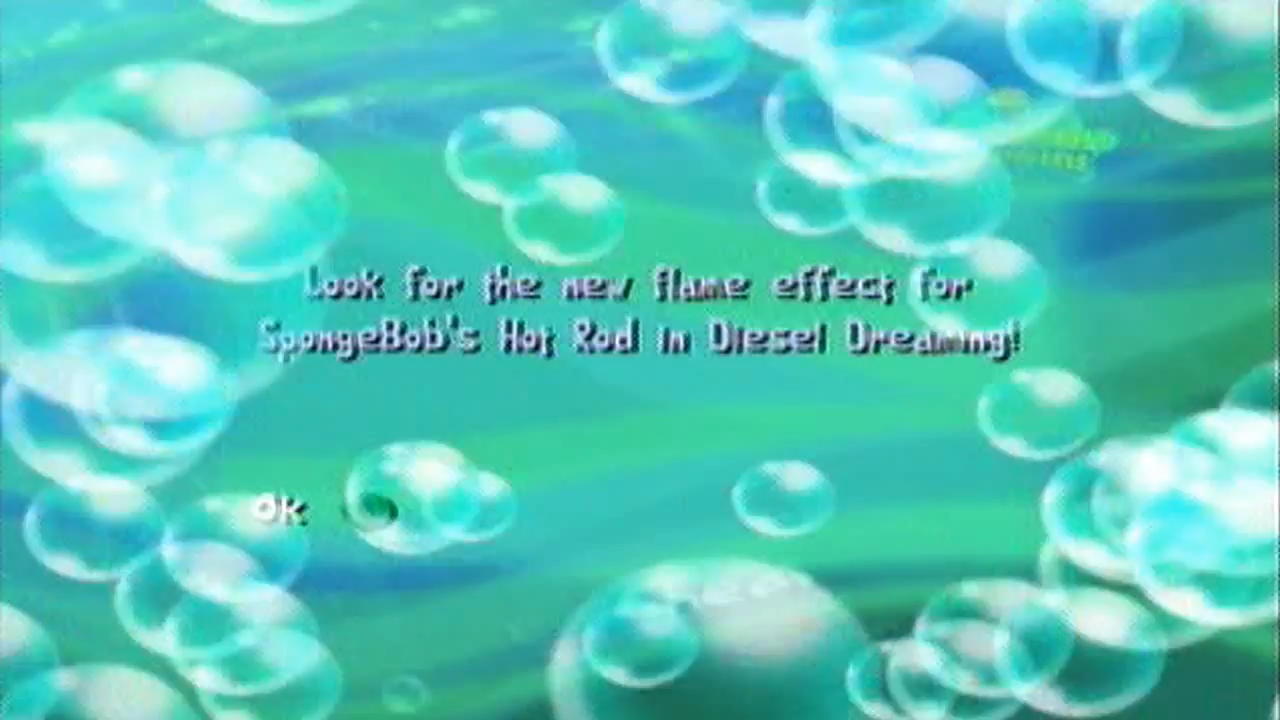 Look for the new flame effect for
SpongeBob's Hot Rod in Diesel Dreaming!
OK